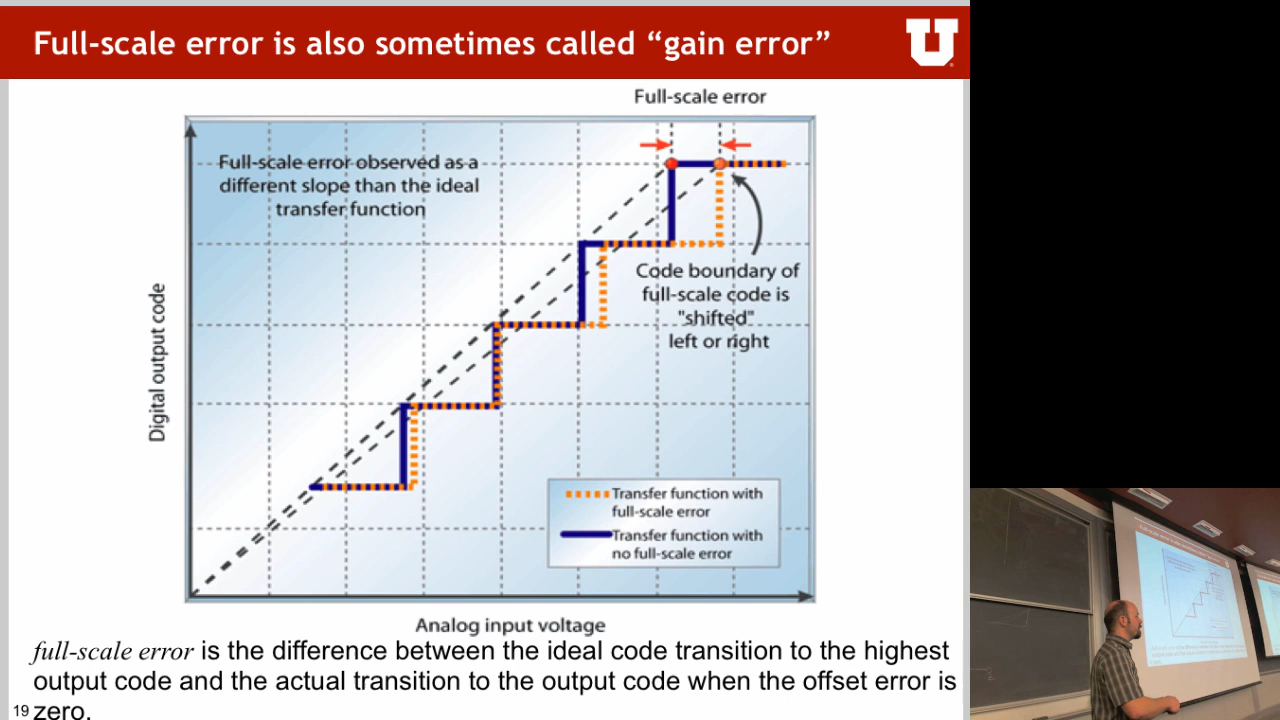 Full-scale error is also sometimes called “gain error”
U
Full-scale error
Full-scale error observed as a
different slope than the ideal
transfer function
Code boundary of
full-scale code is
"shifted"
left or right
Digital output code
Transfer function with
full-scale error
Transfer function with
no full-scale error
Analog input voltage
full-scale error is the difference between the ideal code transition to the highest
output code and the actual transition to the output code when the offset error is
19 zero.